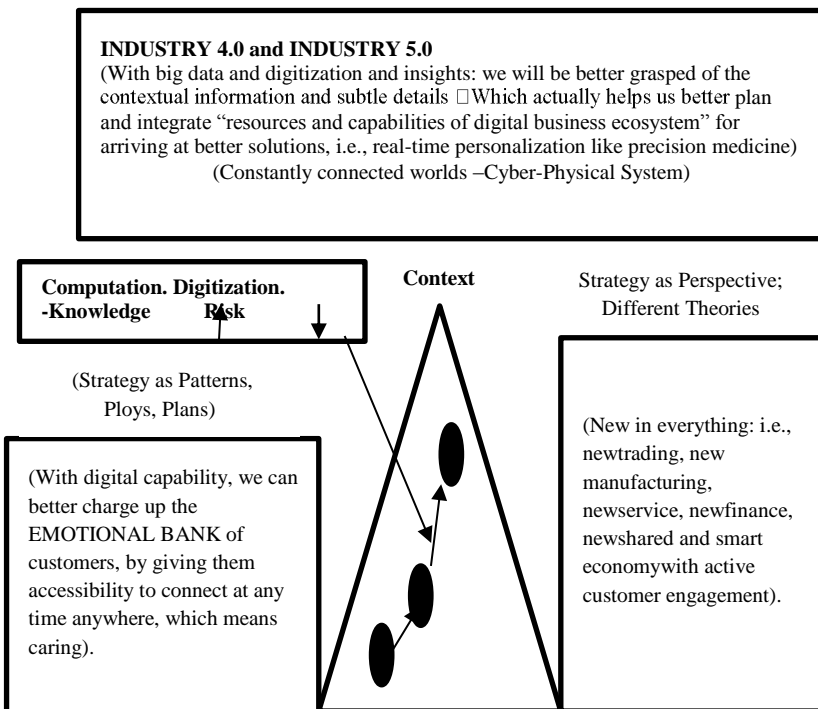 INDUSTRY 4.0 and INDUSTRY 5.0
(With big data and digitization and insights: we will be better grasped of the
contextual information and subtle details □Which actually helps us better plan
and integrate “resources and capabilities of digital business ecosystem” for
arriving at better solutions, i.e., real-time personalization like precision medicine)
(Constantly connected worlds –Cyber-Physical System)
Computation. Digitization.
-Knowledge Risk
(Strategy as Patterns,
Ploys, Plans)
(With digital capability, we can
better charge up the
EMOTIONAL BANK of
customers, by giving them
accessibility to connect at any
time anywhere, which means
caring).
Context
Strategy as Perspective;
Different Theories
(New in everything: i.e.,
newtrading, new
manufacturing,
newservice, newfinance,
newshared and smart
economywith active
customer engagement).